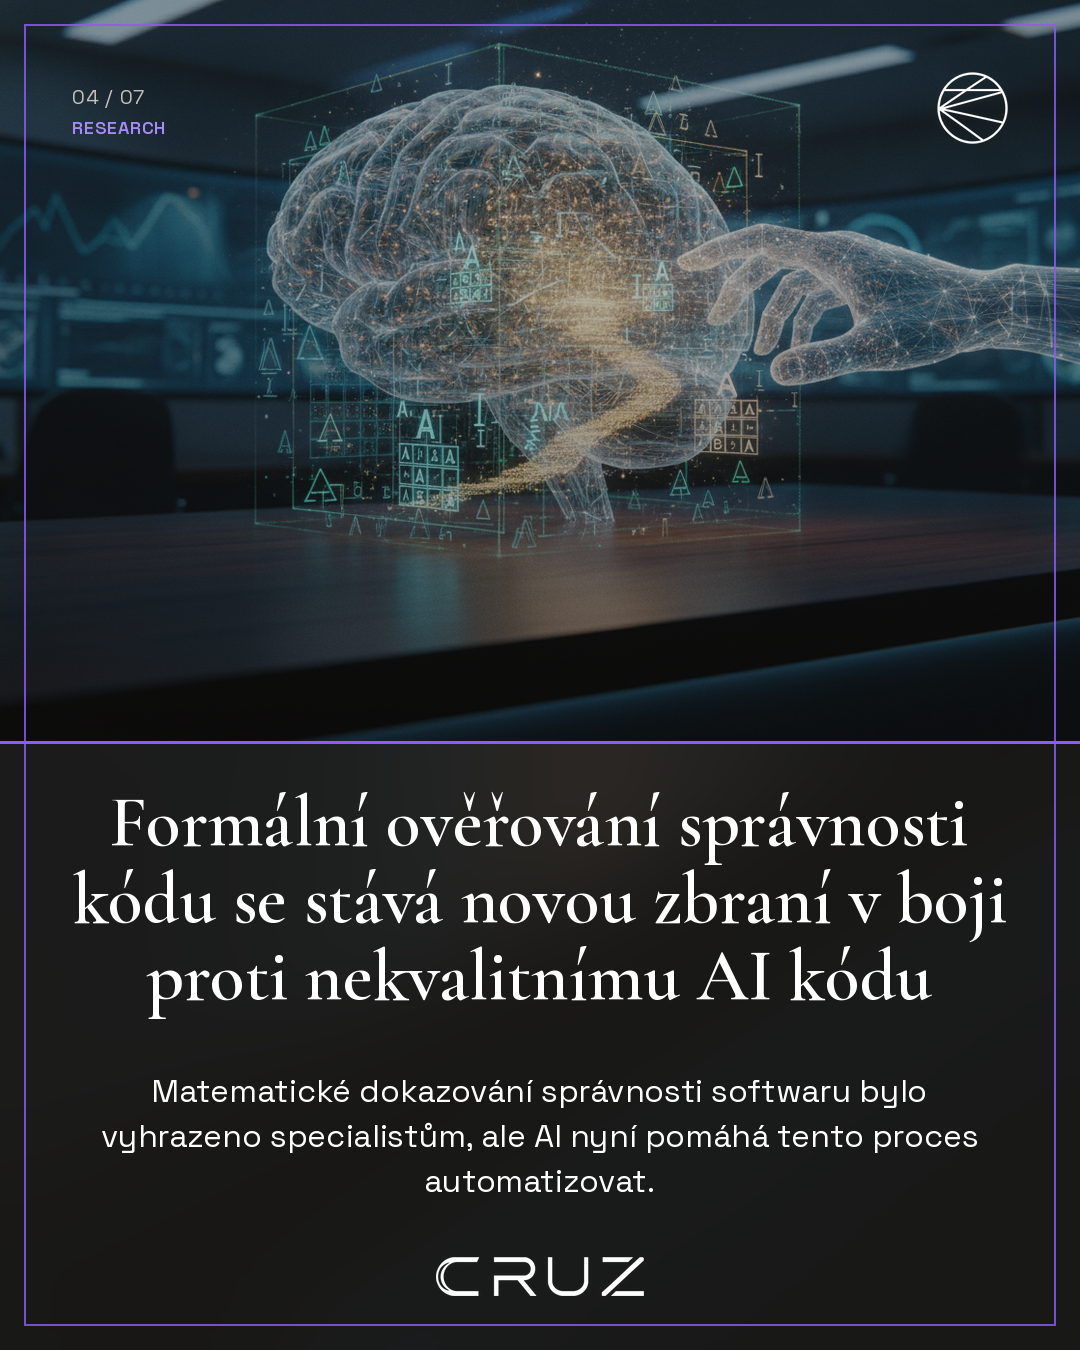 04 / 07
RESEARCH
Formální ověřování správnosti
kódu se stává novou zbraní v boji
proti nekvalitnímu AI kódu
Matematické dokazování správnosti softwaru bylo
vyhrazeno specialistům, ale AI nyní pomáhá tento proces
automatizovat.
CRUZ